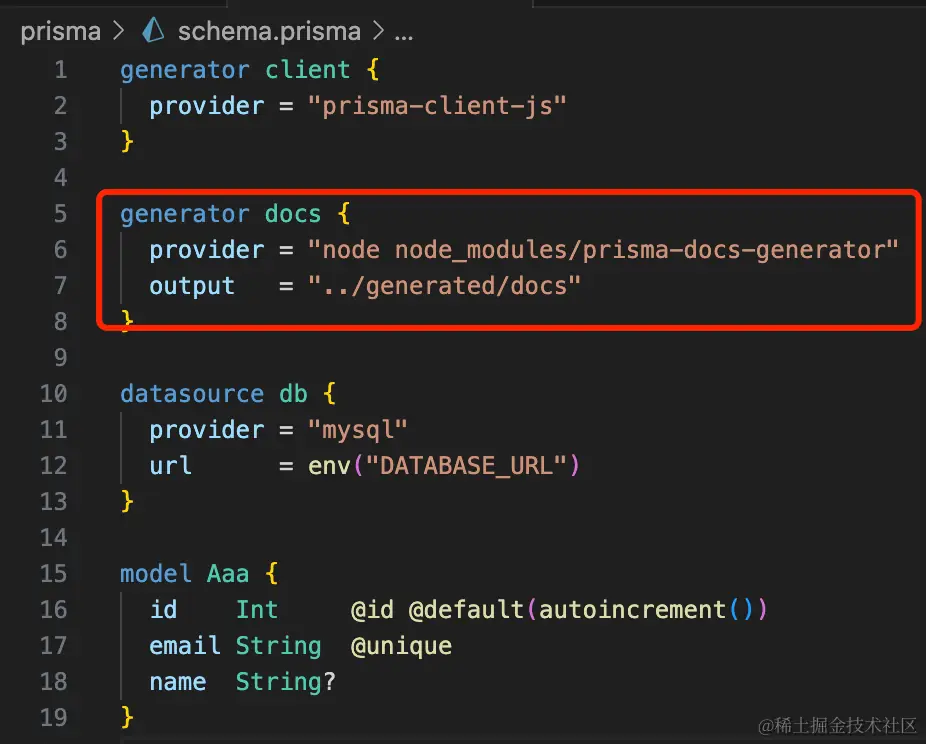 prisma > schema.prisma > ...
1 generator client {
2 provider = "prisma-client-js"
3 }
4
5 generator docs {
6 provider = "node node_modules/prisma-docs-generator"
7 output = "../generated/docs"
8 }
9
10 datasource db {
11 provider = "mysql"
12 url = env("DATABASE_URL")
13 }
14
15 model Aaa {
16 id Int @id @default(autoincrement())
17 email String @unique
18 name String?
19 }
@稀土掘金技术社区